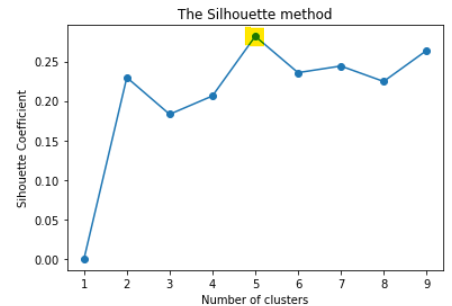 The Silhouette method
0.25
0.20
0.15
0.10
0.05
0.00
Sihouette Coefficient
1 2 3 4 5 6 7 8 9
Number of clusters